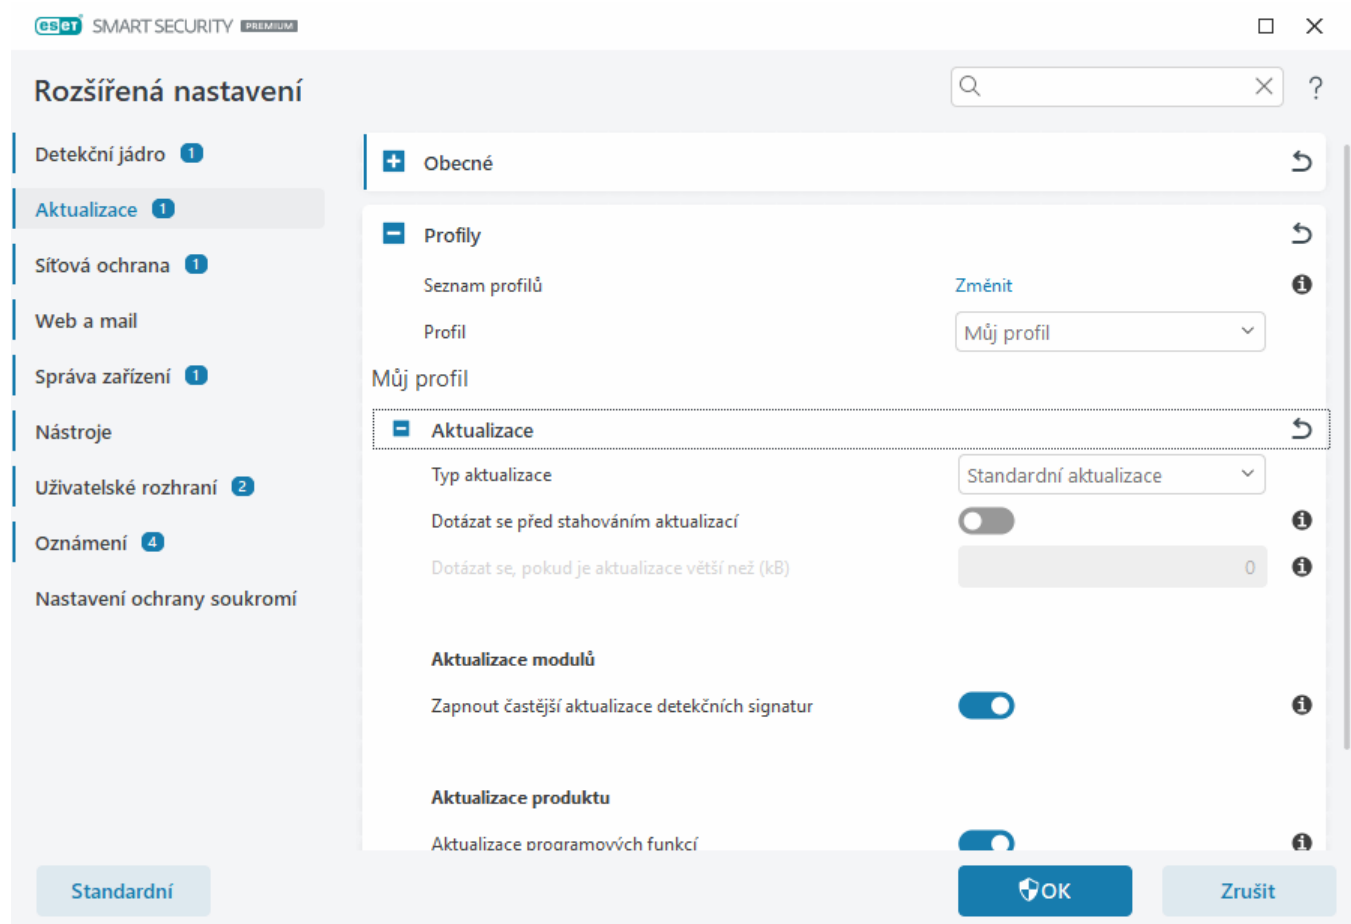 eset SMART SECURITY PREMIUM
Rozšířená nastavení
?
Detekční jádro 1
Aktualizace 1
Síťová ochrana 1
Web a mail
Správa zařízení 1
Nástroje
Uživatelské rozhraní 2
Oznámení 4
Nastavení ochrany soukromí
Obecné
Profily
Seznam profilů Změnit
Profil Můj profil
Můj profil
Aktualizace
Typ aktualizace Standardní aktualizace
Dotázat se před stahováním aktualizací
Dotázat se, pokud je aktualizace větší než (kB) 0
Aktualizace modulů
Zapnout častější aktualizace detekčních signatur
Aktualizace produktu
Aktualizace programových funkcí
Standardní OK Zrušit